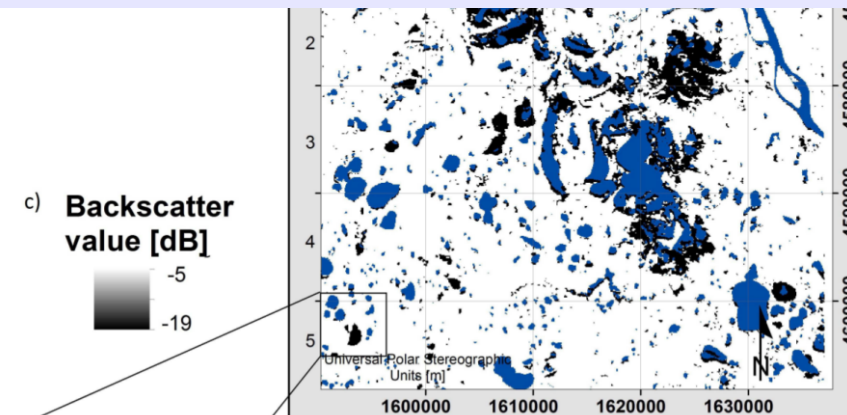 c) Backscatter
value [dB]
-5
-19
2
3
4
5
Universal Polar Stereographic
Units [m]
N
1600000 1610000 1620000 1630000